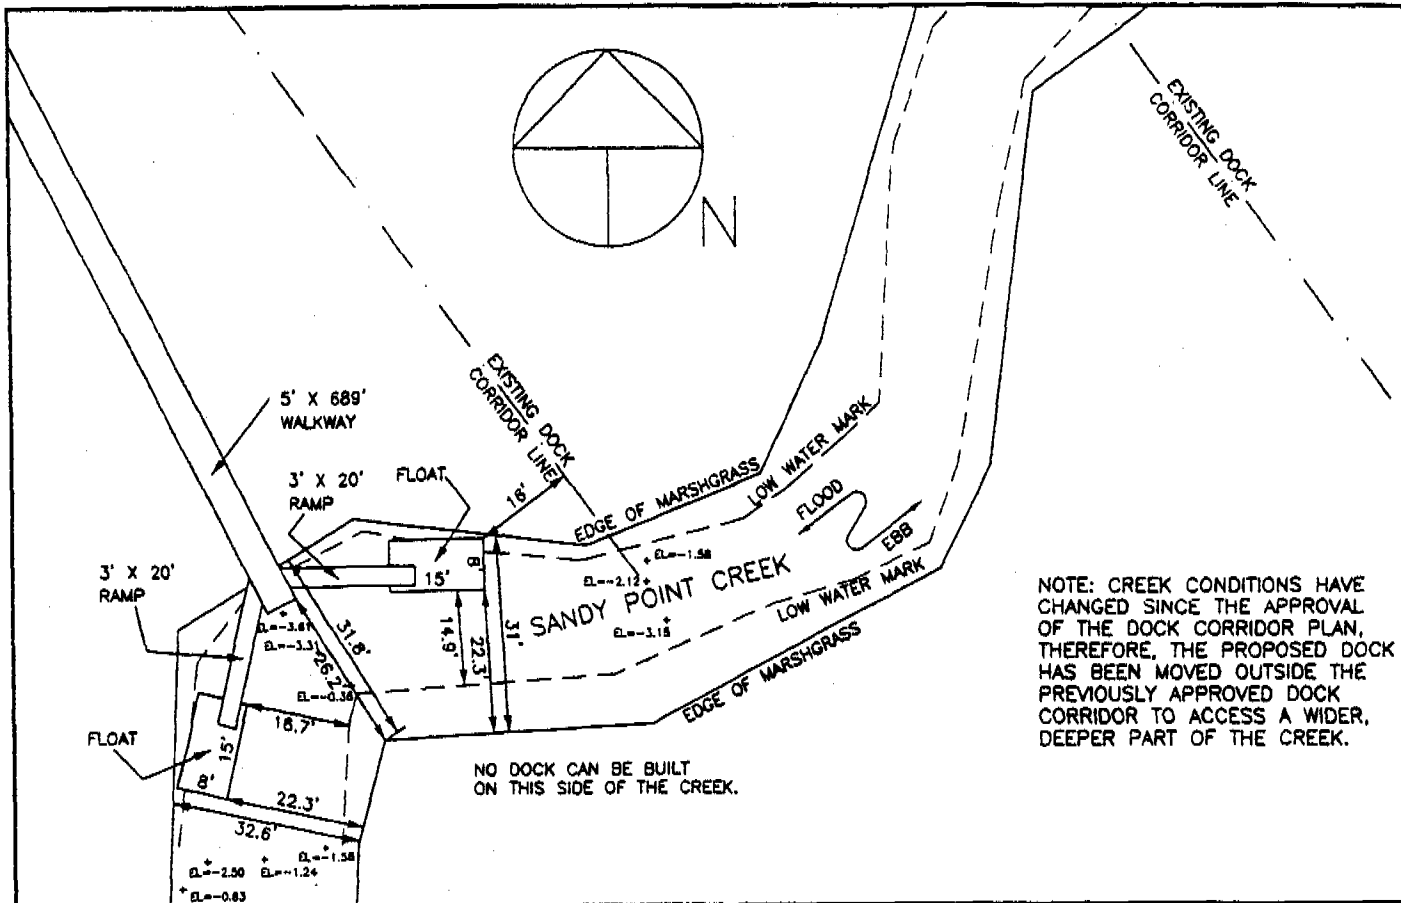 N
EXISTING DOCK
CORRIDOR LINE
EXISTING DOCK
CORRIDOR LINE
5' X 689'
WALKWAY
3' X 20'
RAMP
FLOAT
16'
EDGE OF MARSHGRASS
LOW WATER MARK
FLOOD
EBB
8'
15'
EL=-1.58
EL=-2.12
SANDY POINT CREEK
EL=-3.15
LOW WATER MARK
EDGE OF MARSHGRASS
3' X 20'
RAMP
EL=-3.61
EL=-3.31
31.8'
26.2'
14.9'
22.3'
31'
EL=-0.36
16.7'
FLOAT
15'
8'
22.3'
32.6'
EL=-1.58
EL=-2.50
EL=-1.24
EL=-0.63
NO DOCK CAN BE BUILT
ON THIS SIDE OF THE CREEK.
NOTE: CREEK CONDITIONS HAVE
CHANGED SINCE THE APPROVAL
OF THE DOCK CORRIDOR PLAN,
THEREFORE, THE PROPOSED DOCK
HAS BEEN MOVED OUTSIDE THE
PREVIOUSLY APPROVED DOCK
CORRIDOR TO ACCESS A WIDER,
DEEPER PART OF THE CREEK.